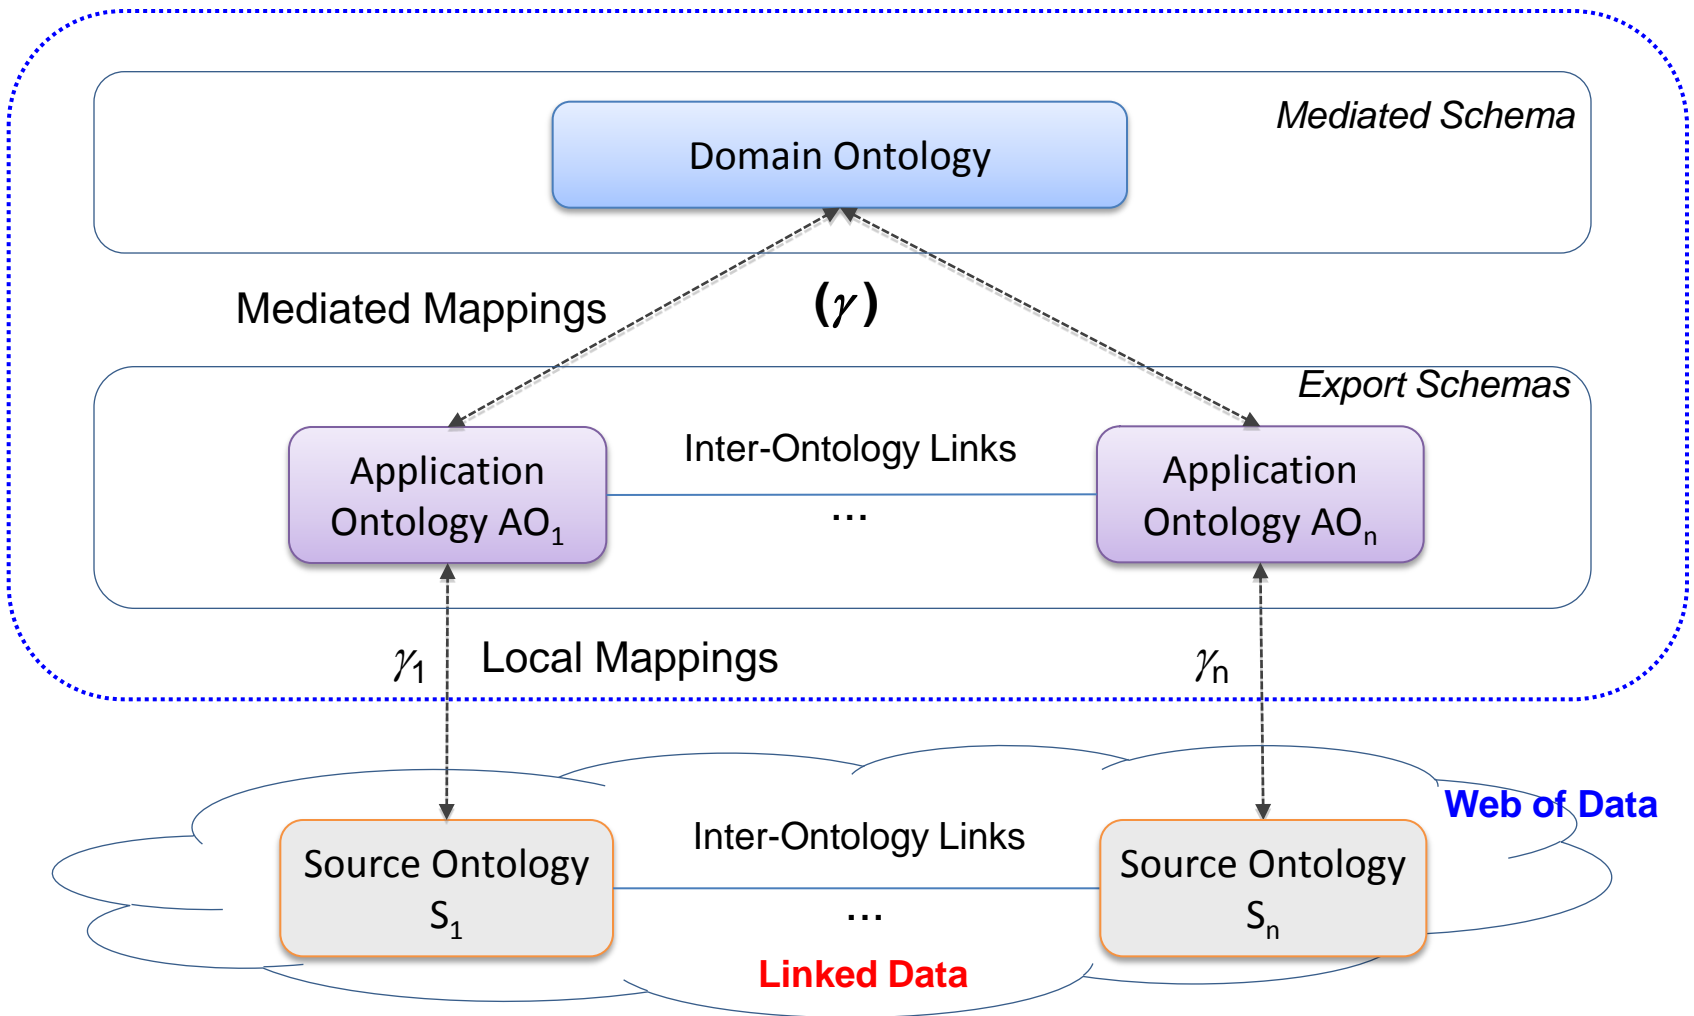 Mediated Schema
Domain Ontology
Mediated Mappings
(γ)
Export Schemas
Application
Ontology AO₁
Inter-Ontology Links
...
Application
Ontology AOₙ
γ₁
Local Mappings
γₙ
Web of Data
Source Ontology
S₁
Inter-Ontology Links
...
Source Ontology
Sₙ
Linked Data